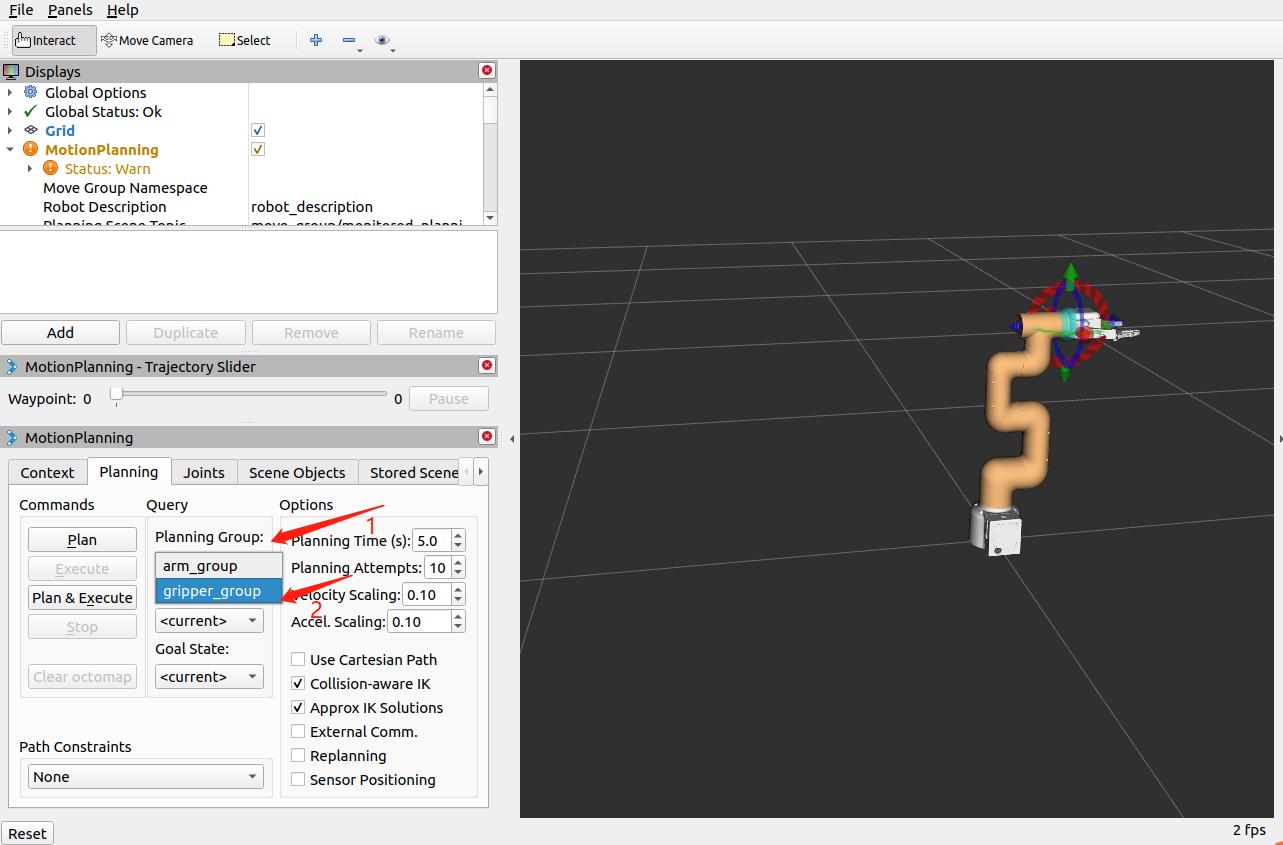 File Panels Help
Interact Move Camera Select
Displays
Global Options
Global Status: Ok
Grid
MotionPlanning
Status: Warn
Move Group Namespace
Robot Description robot_description
Planning Scene Topic move_group/monitored_planni
Add Duplicate Remove Rename
MotionPlanning - Trajectory Slider
Waypoint: 0 0 Pause
MotionPlanning
Context Planning Joints Scene Objects Stored Scene
Commands
Plan
Execute
Plan & Execute
Stop
Clear octomap
Query
Planning Group:
arm_group
gripper_group
<current>
Goal State:
<current>
Options
1
Planning Time (s): 5.0
Planning Attempts: 10
Velocity Scaling: 0.10
2
Accel. Scaling: 0.10
Use Cartesian Path
Collision-aware IK
Approx IK Solutions
External Comm.
Replanning
Sensor Positioning
Path Constraints
None
Reset
2 fps